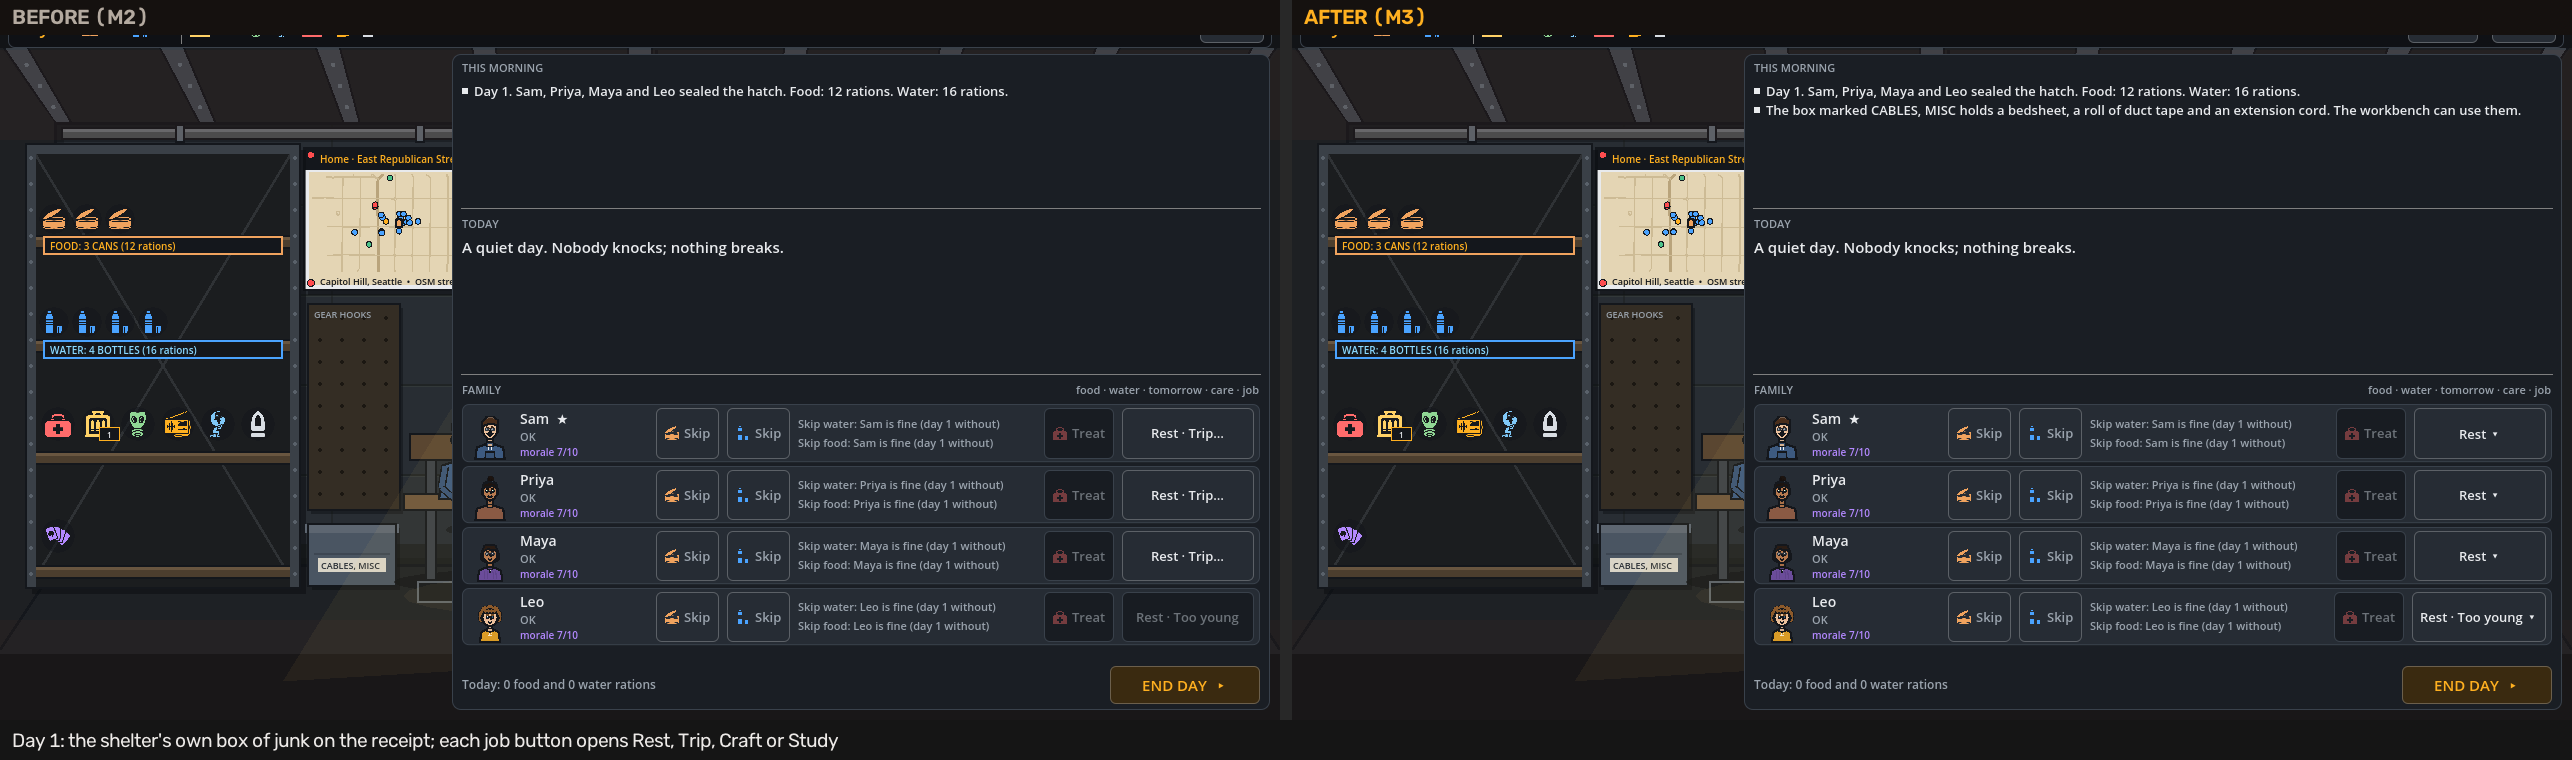 BEFORE (M2)
THIS MORNING
Day 1. Sam, Priya, Maya and Leo sealed the hatch. Food: 12 rations. Water: 16 rations.
Home · East Republican Stre
FOOD: 3 CANS (12 rations)
Capitol Hill, Seattle • OSM stre
TODAY
A quiet day. Nobody knocks; nothing breaks.
GEAR HOOKS
WATER: 4 BOTTLES (16 rations)
1
CABLES, MISC
FAMILY
food · water · tomorrow · care · job
Sam ★
OK
morale 7/10
Skip
Skip
Skip water: Sam is fine (day 1 without)
Skip food: Sam is fine (day 1 without)
Treat
Rest · Trip...
Priya
OK
morale 7/10
Skip
Skip
Skip water: Priya is fine (day 1 without)
Skip food: Priya is fine (day 1 without)
Treat
Rest · Trip...
Maya
OK
morale 7/10
Skip
Skip
Skip water: Maya is fine (day 1 without)
Skip food: Maya is fine (day 1 without)
Treat
Rest · Trip...
Leo
OK
morale 7/10
Skip
Skip
Skip water: Leo is fine (day 1 without)
Skip food: Leo is fine (day 1 without)
Treat
Rest · Too young
Today: 0 food and 0 water rations
END DAY ▸
AFTER (M3)
THIS MORNING
Day 1. Sam, Priya, Maya and Leo sealed the hatch. Food: 12 rations. Water: 16 rations.
The box marked CABLES, MISC holds a bedsheet, a roll of duct tape and an extension cord. The workbench can use them.
Home · East Republican Stre
FOOD: 3 CANS (12 rations)
Capitol Hill, Seattle • OSM stre
TODAY
A quiet day. Nobody knocks; nothing breaks.
GEAR HOOKS
WATER: 4 BOTTLES (16 rations)
1
CABLES, MISC
FAMILY
food · water · tomorrow · care · job
Sam ★
OK
morale 7/10
Skip
Skip
Skip water: Sam is fine (day 1 without)
Skip food: Sam is fine (day 1 without)
Treat
Rest ▾
Priya
OK
morale 7/10
Skip
Skip
Skip water: Priya is fine (day 1 without)
Skip food: Priya is fine (day 1 without)
Treat
Rest ▾
Maya
OK
morale 7/10
Skip
Skip
Skip water: Maya is fine (day 1 without)
Skip food: Maya is fine (day 1 without)
Treat
Rest ▾
Leo
OK
morale 7/10
Skip
Skip
Skip water: Leo is fine (day 1 without)
Skip food: Leo is fine (day 1 without)
Treat
Rest · Too young ▾
Today: 0 food and 0 water rations
END DAY ▸
Day 1: the shelter's own box of junk on the receipt; each job button opens Rest, Trip, Craft or Study